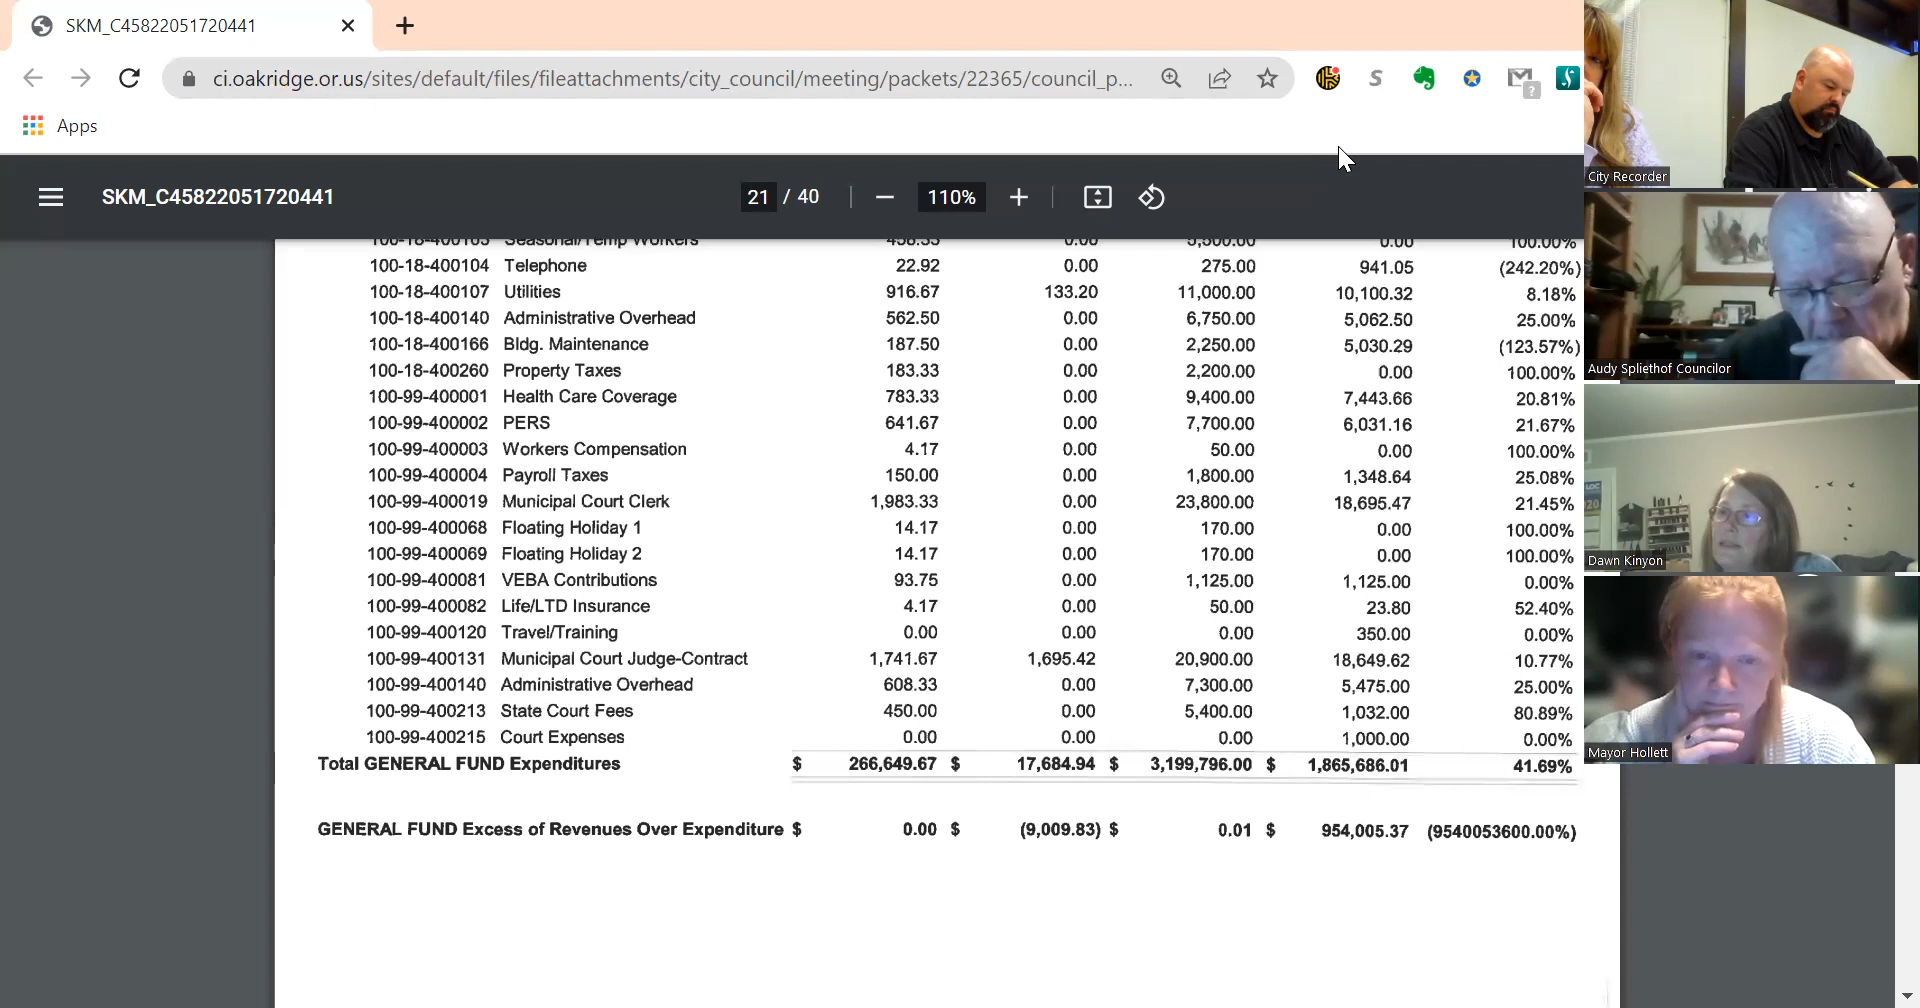 SKM_C45822051720441
ci.oakridge.or.us/sites/default/files/fileattachments/city_council/meeting/packets/22365/council_p...
Apps
SKM_C45822051720441
21 / 40
110%
100-18-400103 Seasonal/Temp Workers 458.33 0.00 5,500.00 0.00 100.00%
100-18-400104 Telephone 22.92 0.00 275.00 941.05 (242.20%)
100-18-400107 Utilities 916.67 133.20 11,000.00 10,100.32 8.18%
100-18-400140 Administrative Overhead 562.50 0.00 6,750.00 5,062.50 25.00%
100-18-400166 Bldg. Maintenance 187.50 0.00 2,250.00 5,030.29 (123.57%)
100-18-400260 Property Taxes 183.33 0.00 2,200.00 0.00 100.00%
100-99-400001 Health Care Coverage 783.33 0.00 9,400.00 7,443.66 20.81%
100-99-400002 PERS 641.67 0.00 7,700.00 6,031.16 21.67%
100-99-400003 Workers Compensation 4.17 0.00 50.00 0.00 100.00%
100-99-400004 Payroll Taxes 150.00 0.00 1,800.00 1,348.64 25.08%
100-99-400019 Municipal Court Clerk 1,983.33 0.00 23,800.00 18,695.47 21.45%
100-99-400068 Floating Holiday 1 14.17 0.00 170.00 0.00 100.00%
100-99-400069 Floating Holiday 2 14.17 0.00 170.00 0.00 100.00%
100-99-400081 VEBA Contributions 93.75 0.00 1,125.00 1,125.00 0.00%
100-99-400082 Life/LTD Insurance 4.17 0.00 50.00 23.80 52.40%
100-99-400120 Travel/Training 0.00 0.00 0.00 350.00 0.00%
100-99-400131 Municipal Court Judge-Contract 1,741.67 1,695.42 20,900.00 18,649.62 10.77%
100-99-400140 Administrative Overhead 608.33 0.00 7,300.00 5,475.00 25.00%
100-99-400213 State Court Fees 450.00 0.00 5,400.00 1,032.00 80.89%
100-99-400215 Court Expenses 0.00 0.00 0.00 1,000.00 0.00%
Total GENERAL FUND Expenditures $ 266,649.67 $ 17,684.94 $ 3,199,796.00 $ 1,865,686.01 41.69%
GENERAL FUND Excess of Revenues Over Expenditure $ 0.00 $ (9,009.83) $ 0.01 $ 954,005.37 (9540053600.00%)
City Recorder
Audy Spliethof Councilor
Dawn Kinyon
Mayor Hollett